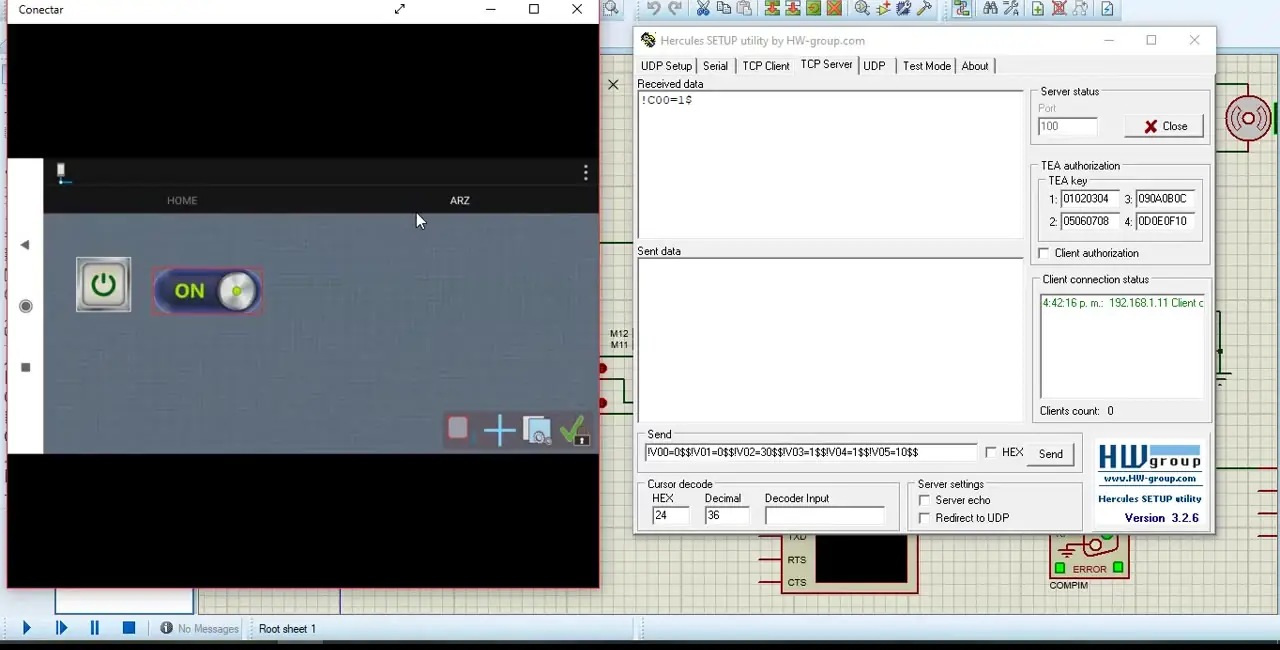 Conectar
HOME
ARZ
ON
Hercules SETUP utility by HW-group.com
UDP Setup
Serial
TCP Client
TCP Server
UDP
Test Mode
About
Received data
!C00=1$
Sent data
Server status
Port
100
Close
TEA authorization
TEA key
1: 01020304 3: 090A0B0C
2: 05060708 4: 0D0E0F10
Client authorization
Client connection status
4:42:16 p. m.: 192.168.1.11 Client c
Clients count: 0
Send
!V00=0$$!V01=0$$!V02=30$$!V03=1$$!V04=1$$!V05=10$$
HEX
Send
Cursor decode
HEX
Decimal
Decoder Input
24
36
Server settings
Server echo
Redirect to UDP
HWgroup
www.HW-group.com
Hercules SETUP utility
Version 3.2.6
M12
M11
TXD
RTS
CTS
ERROR
COMPIM
No Messages
Root sheet 1